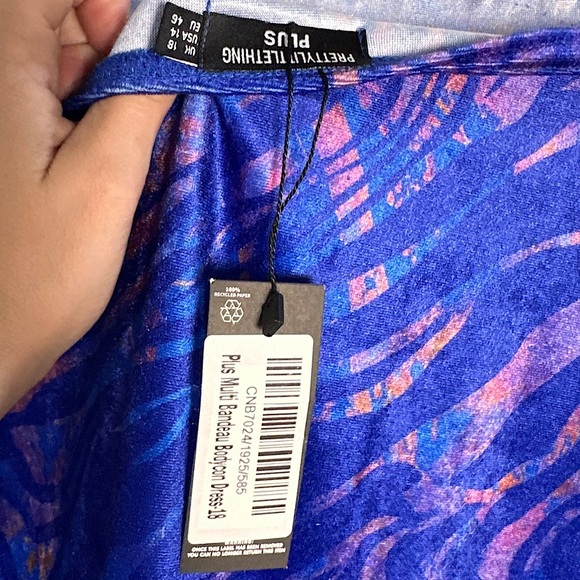 PRETTYLITTLETHING
PLUS
UK 18
USA 14
EU 46
100%
RECYCLED PAPER
CNB7024/1925/585
Plus Multi Bandeau Bodycon Dress-18
WARNING
ONCE THIS LABEL HAS BEEN REMOVED
YOU CAN NO LONGER RETURN THIS ITEM